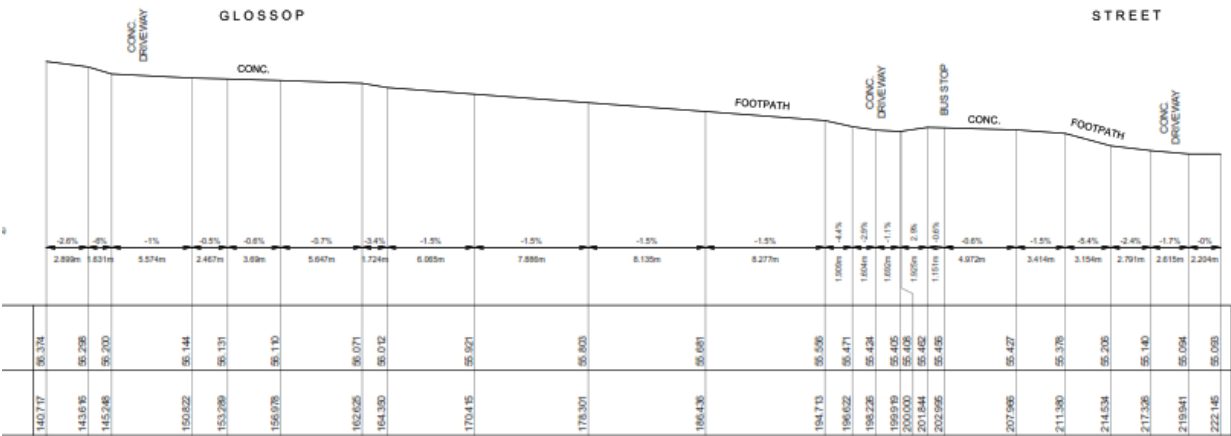 GLOSSOP STREET
CONC.
DRIVEWAY
CONC.
FOOTPATH
CONC.
DRIVEWAY
BUS STOP
CONC.
FOOTPATH
CONC.
DRIVEWAY
-2.6% -6% -1% -0.5% -0.6% -0.7% -3.4% -1.5% -1.5% -1.5% -1.5% -4.4% -2.9% -1.1% 2.9% -0.6% -0.6% -1.5% -5.4% -2.4% -1.7% -0%
2.899m 1.631m 5.574m 2.467m 3.69m 5.647m 1.724m 6.065m 7.886m 8.135m 8.277m 1.909m 1.604m 1.692m 1.925m 1.151m 4.972m 3.414m 3.154m 2.791m 2.615m 2.204m
56.374 56.298 56.200 56.144 56.131 56.110 56.071 56.012 55.921 55.803 55.681 55.556 55.471 55.424 55.405 55.408 55.462 55.456 55.427 55.378 55.206 55.140 55.094 55.093
140.717 143.616 145.248 150.822 153.289 156.978 162.625 164.350 170.415 178.301 186.436 194.713 196.622 198.226 199.919 200.000 201.844 202.995 207.966 211.380 214.534 217.326 219.941 222.145